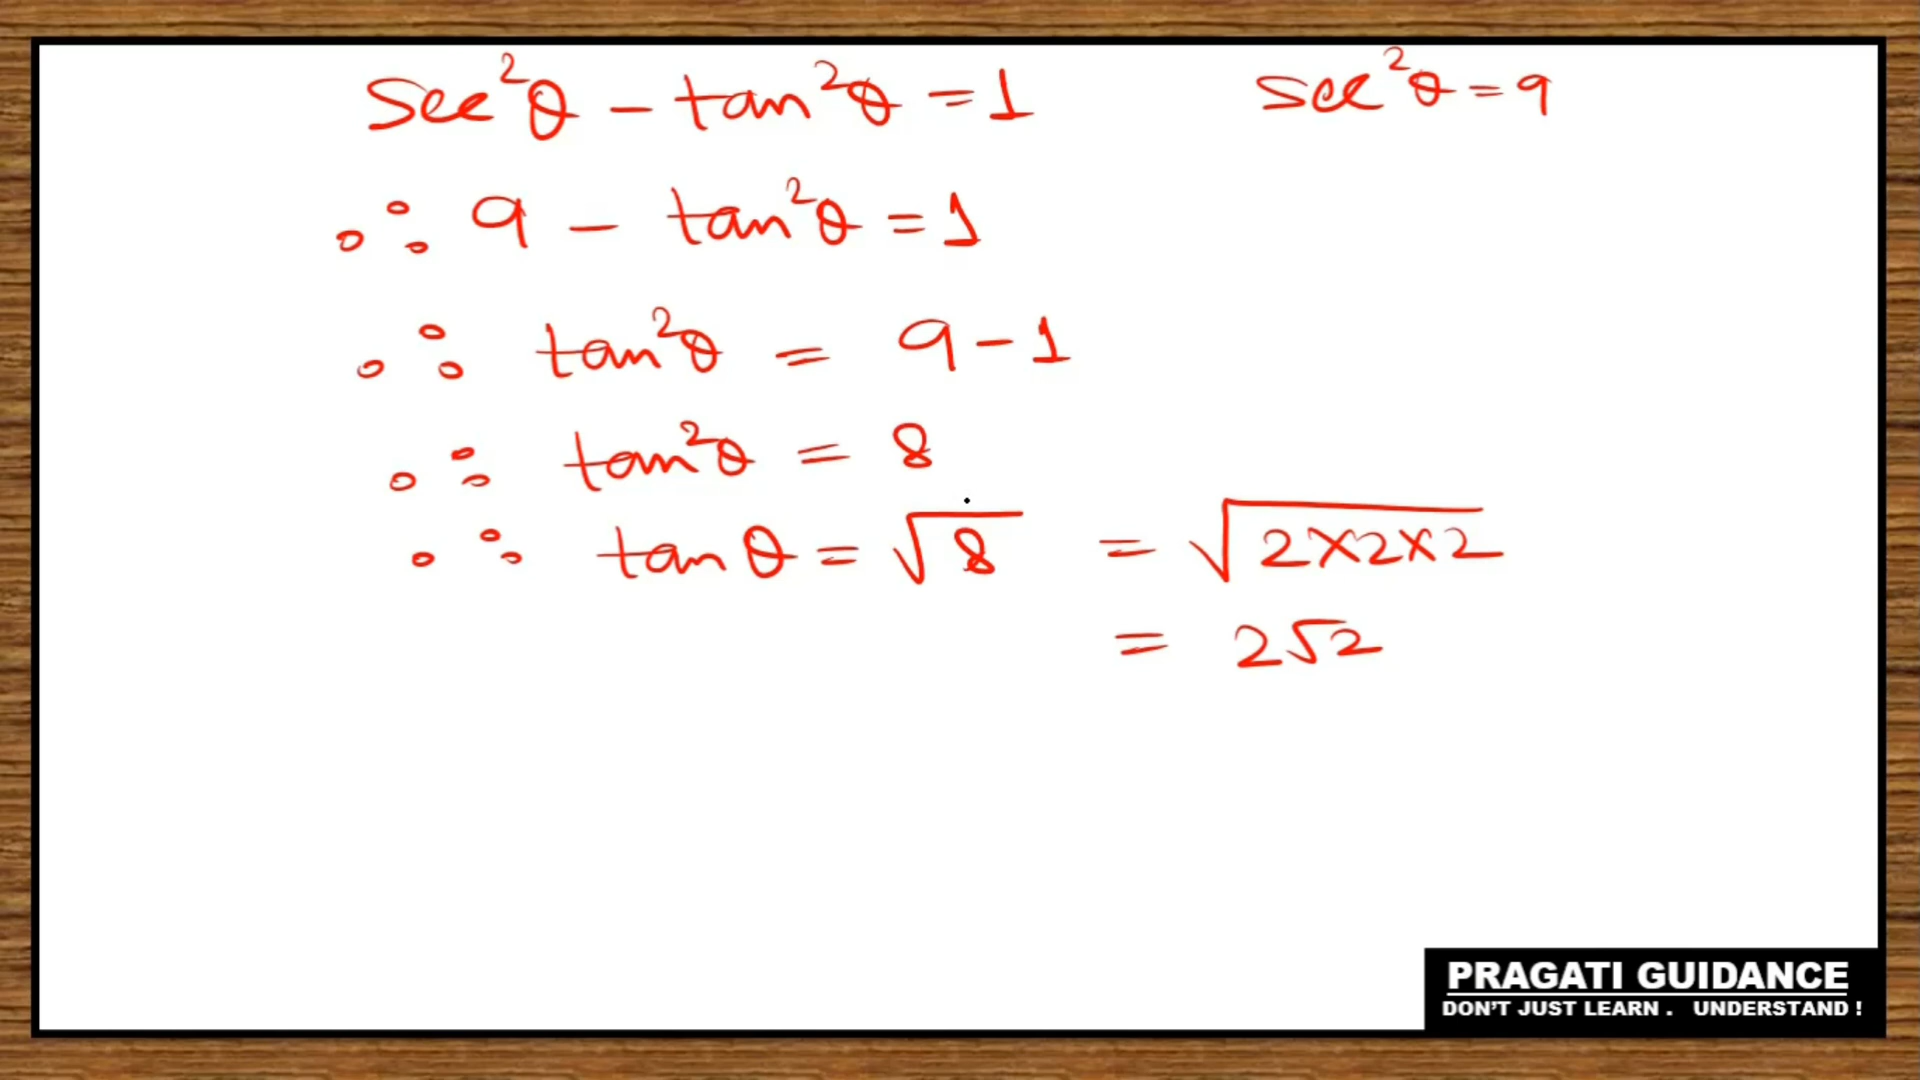 sec²θ - tan²θ = 1
sec²θ = 9
∴ 9 - tan²θ = 1
∴ tan²θ = 9 - 1
∴ tan²θ = 8
∴ tan θ = √8 = √2×2×2
= 2√2
PRAGATI GUIDANCE
DON'T JUST LEARN . UNDERSTAND !